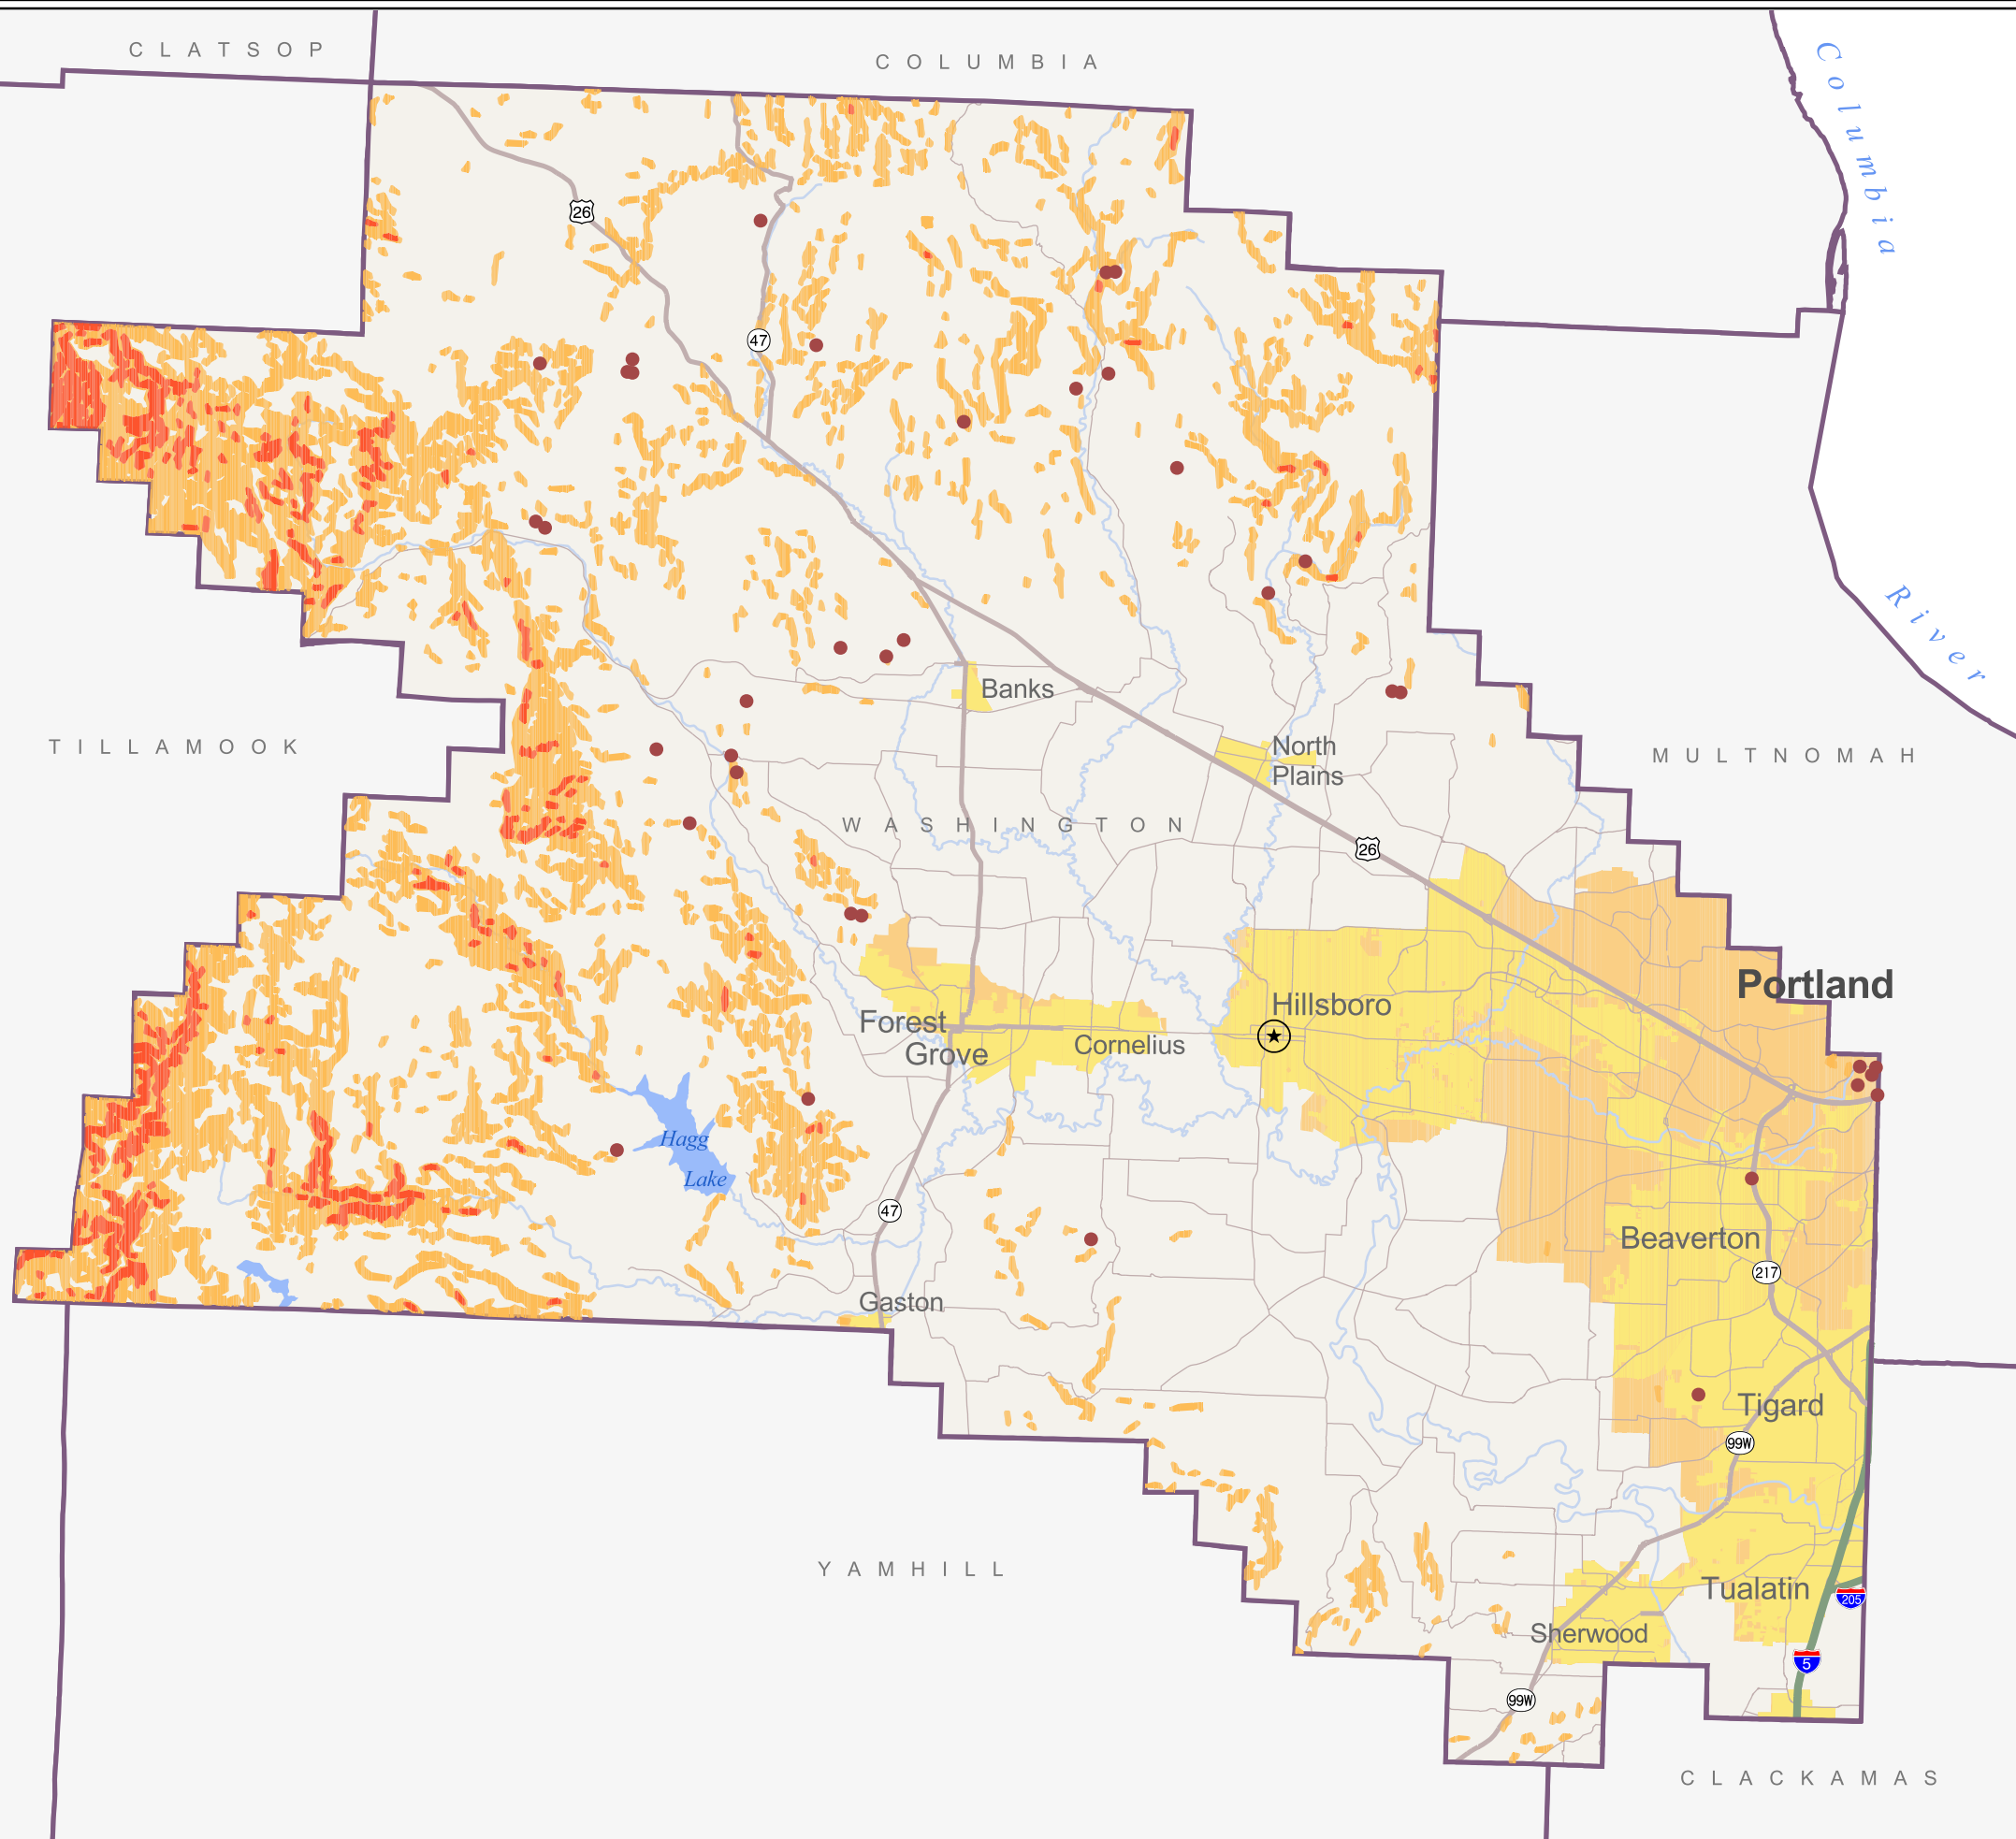 CLATSOP
COLUMBIA
Columbia
26
47
River
Banks
TILLAMOOK
North
Plains
MULTNOMAH
WASHINGTON
26
Portland
Hillsboro
Forest
Grove
Cornelius
Hagg
Lake
47
Beaverton
217
Gaston
Tigard
99W
YAMHILL
Tualatin
205
Sherwood
5
99W
CLACKAMAS